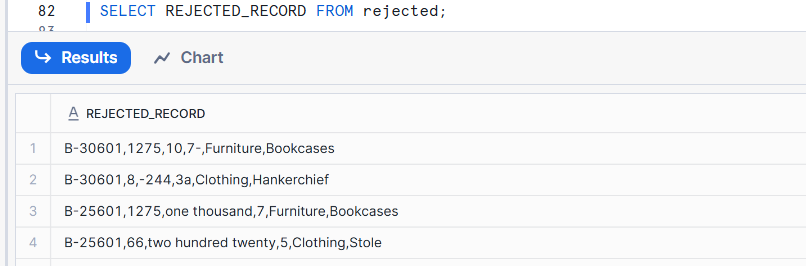 82 SELECT REJECTED_RECORD FROM rejected;
Results Chart
A REJECTED_RECORD
1 B-30601,1275,10,7-,Furniture,Bookcases
2 B-30601,8,-244,3a,Clothing,Hankerchief
3 B-25601,1275,one thousand,7,Furniture,Bookcases
4 B-25601,66,two hundred twenty,5,Clothing,Stole